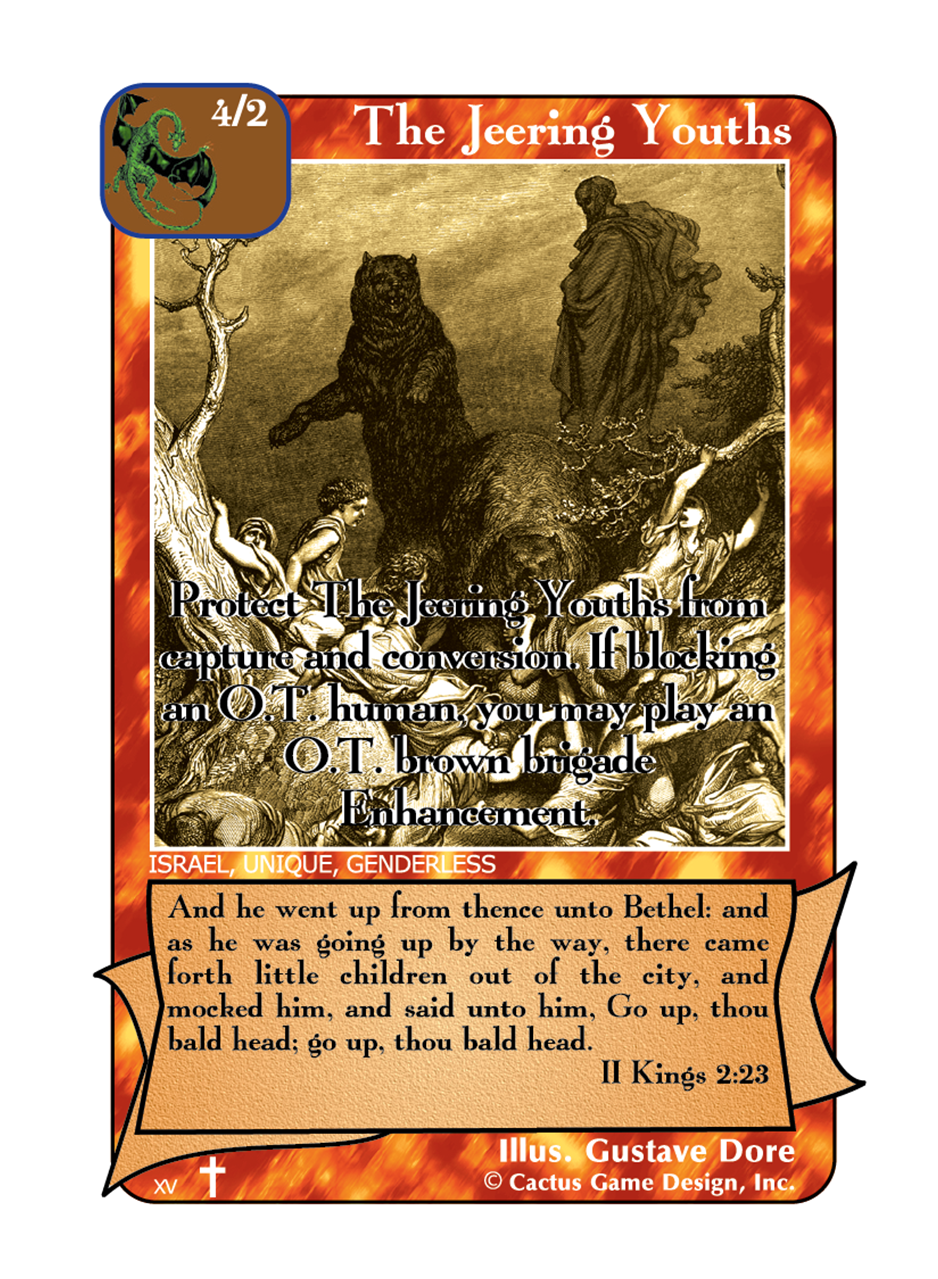 4/2
The Jeering Youths
Protect The Jeering Youths from
capture and conversion. If blocking
an O.T. human, you may play an
O.T. brown brigade
Enhancement.
ISRAEL, UNIQUE, GENDERLESS
And he went up from thence unto Bethel: and
as he was going up by the way, there came
forth little children out of the city, and
mocked him, and said unto him, Go up, thou
bald head; go up, thou bald head.
II Kings 2:23
Illus. Gustave Dore
XV
© Cactus Game Design, Inc.